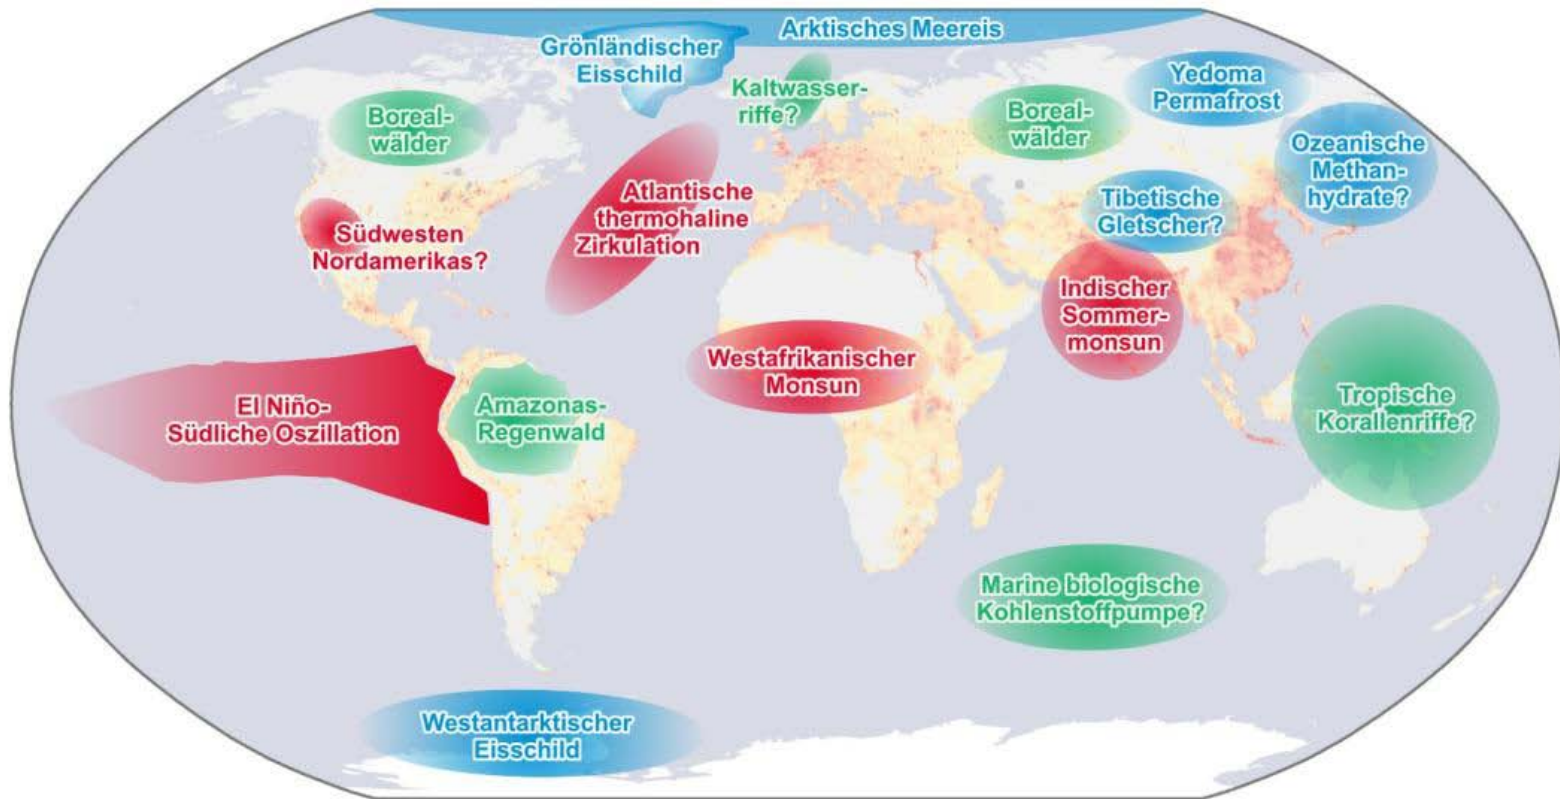 Arktisches Meereis
Grönländischer
Eisschild
Kaltwasser-
riffe?
Yedoma
Permafrost
Boreal-
wälder
Boreal-
wälder
Ozeanische
Methan-
hydrate?
Atlantische
thermohaline
Zirkulation
Tibetische
Gletscher?
Südwesten
Nordamerikas?
Indischer
Sommer-
monsun
Westafrikanischer
Monsun
El Niño-
Südliche Oszillation
Amazonas-
Regenwald
Tropische
Korallenriffe?
Marine biologische
Kohlenstoffpumpe?
Westantarktischer
Eisschild